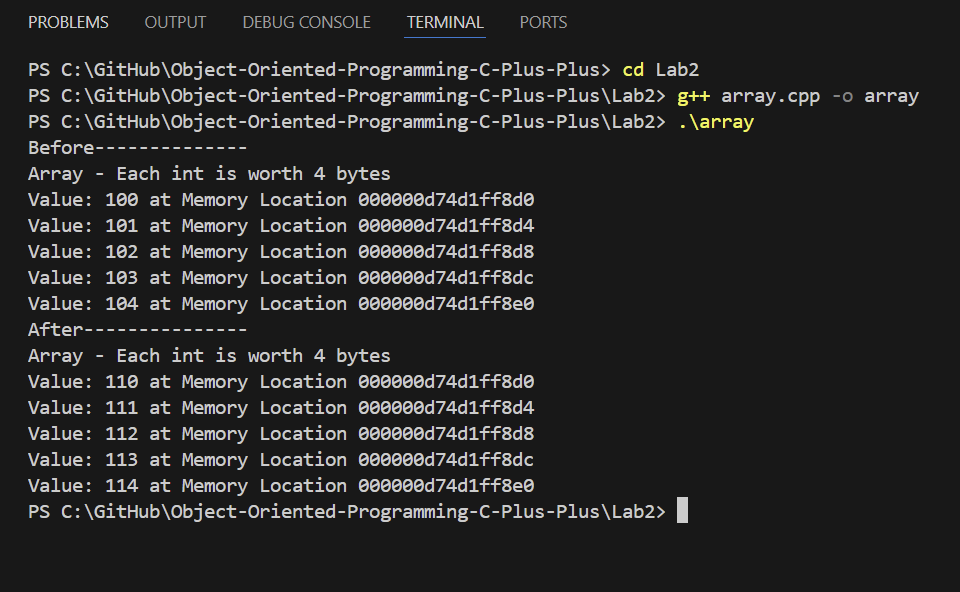 PROBLEMS OUTPUT DEBUG CONSOLE TERMINAL PORTS
PS C:\GitHub\Object-Oriented-Programming-C-Plus-Plus> cd Lab2
PS C:\GitHub\Object-Oriented-Programming-C-Plus-Plus\Lab2> g++ array.cpp -o array
PS C:\GitHub\Object-Oriented-Programming-C-Plus-Plus\Lab2> .\array
Before--------------
Array - Each int is worth 4 bytes
Value: 100 at Memory Location 000000d74d1ff8d0
Value: 101 at Memory Location 000000d74d1ff8d4
Value: 102 at Memory Location 000000d74d1ff8d8
Value: 103 at Memory Location 000000d74d1ff8dc
Value: 104 at Memory Location 000000d74d1ff8e0
After---------------
Array - Each int is worth 4 bytes
Value: 110 at Memory Location 000000d74d1ff8d0
Value: 111 at Memory Location 000000d74d1ff8d4
Value: 112 at Memory Location 000000d74d1ff8d8
Value: 113 at Memory Location 000000d74d1ff8dc
Value: 114 at Memory Location 000000d74d1ff8e0
PS C:\GitHub\Object-Oriented-Programming-C-Plus-Plus\Lab2>